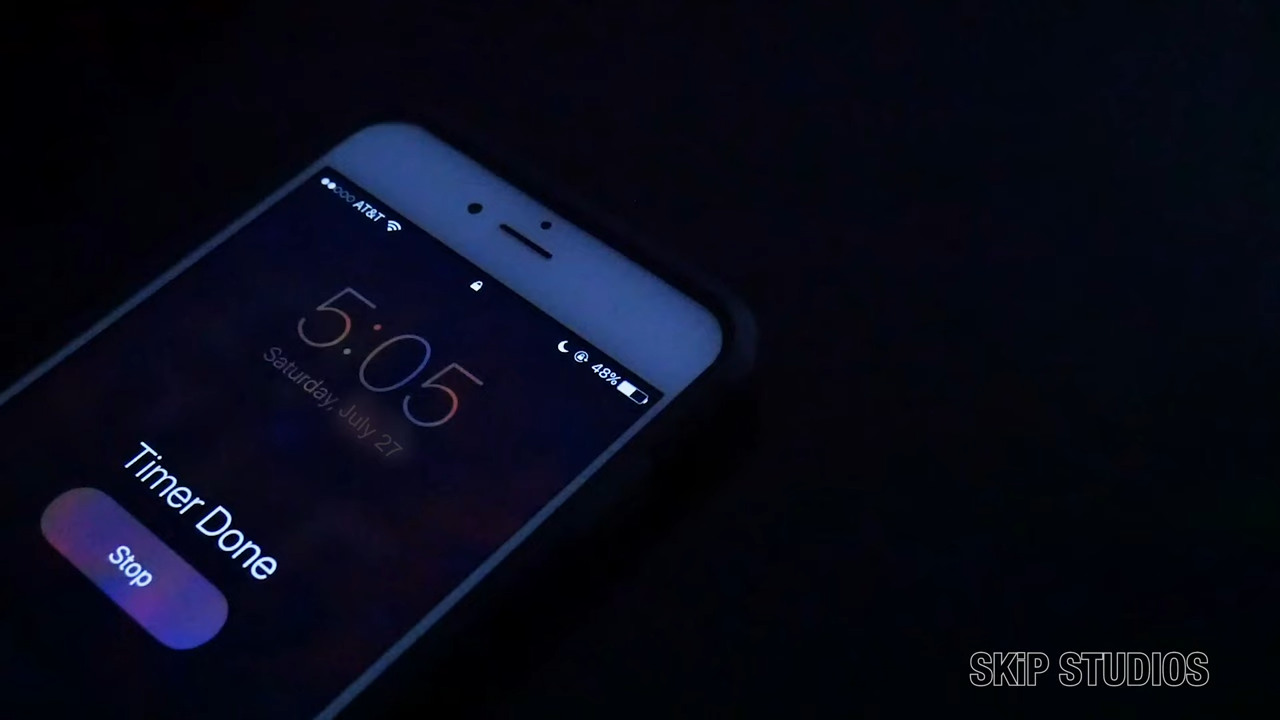 AT&T
48%
5:05
Saturday, July 27
Timer Done
Stop
SKiP STUDIOS